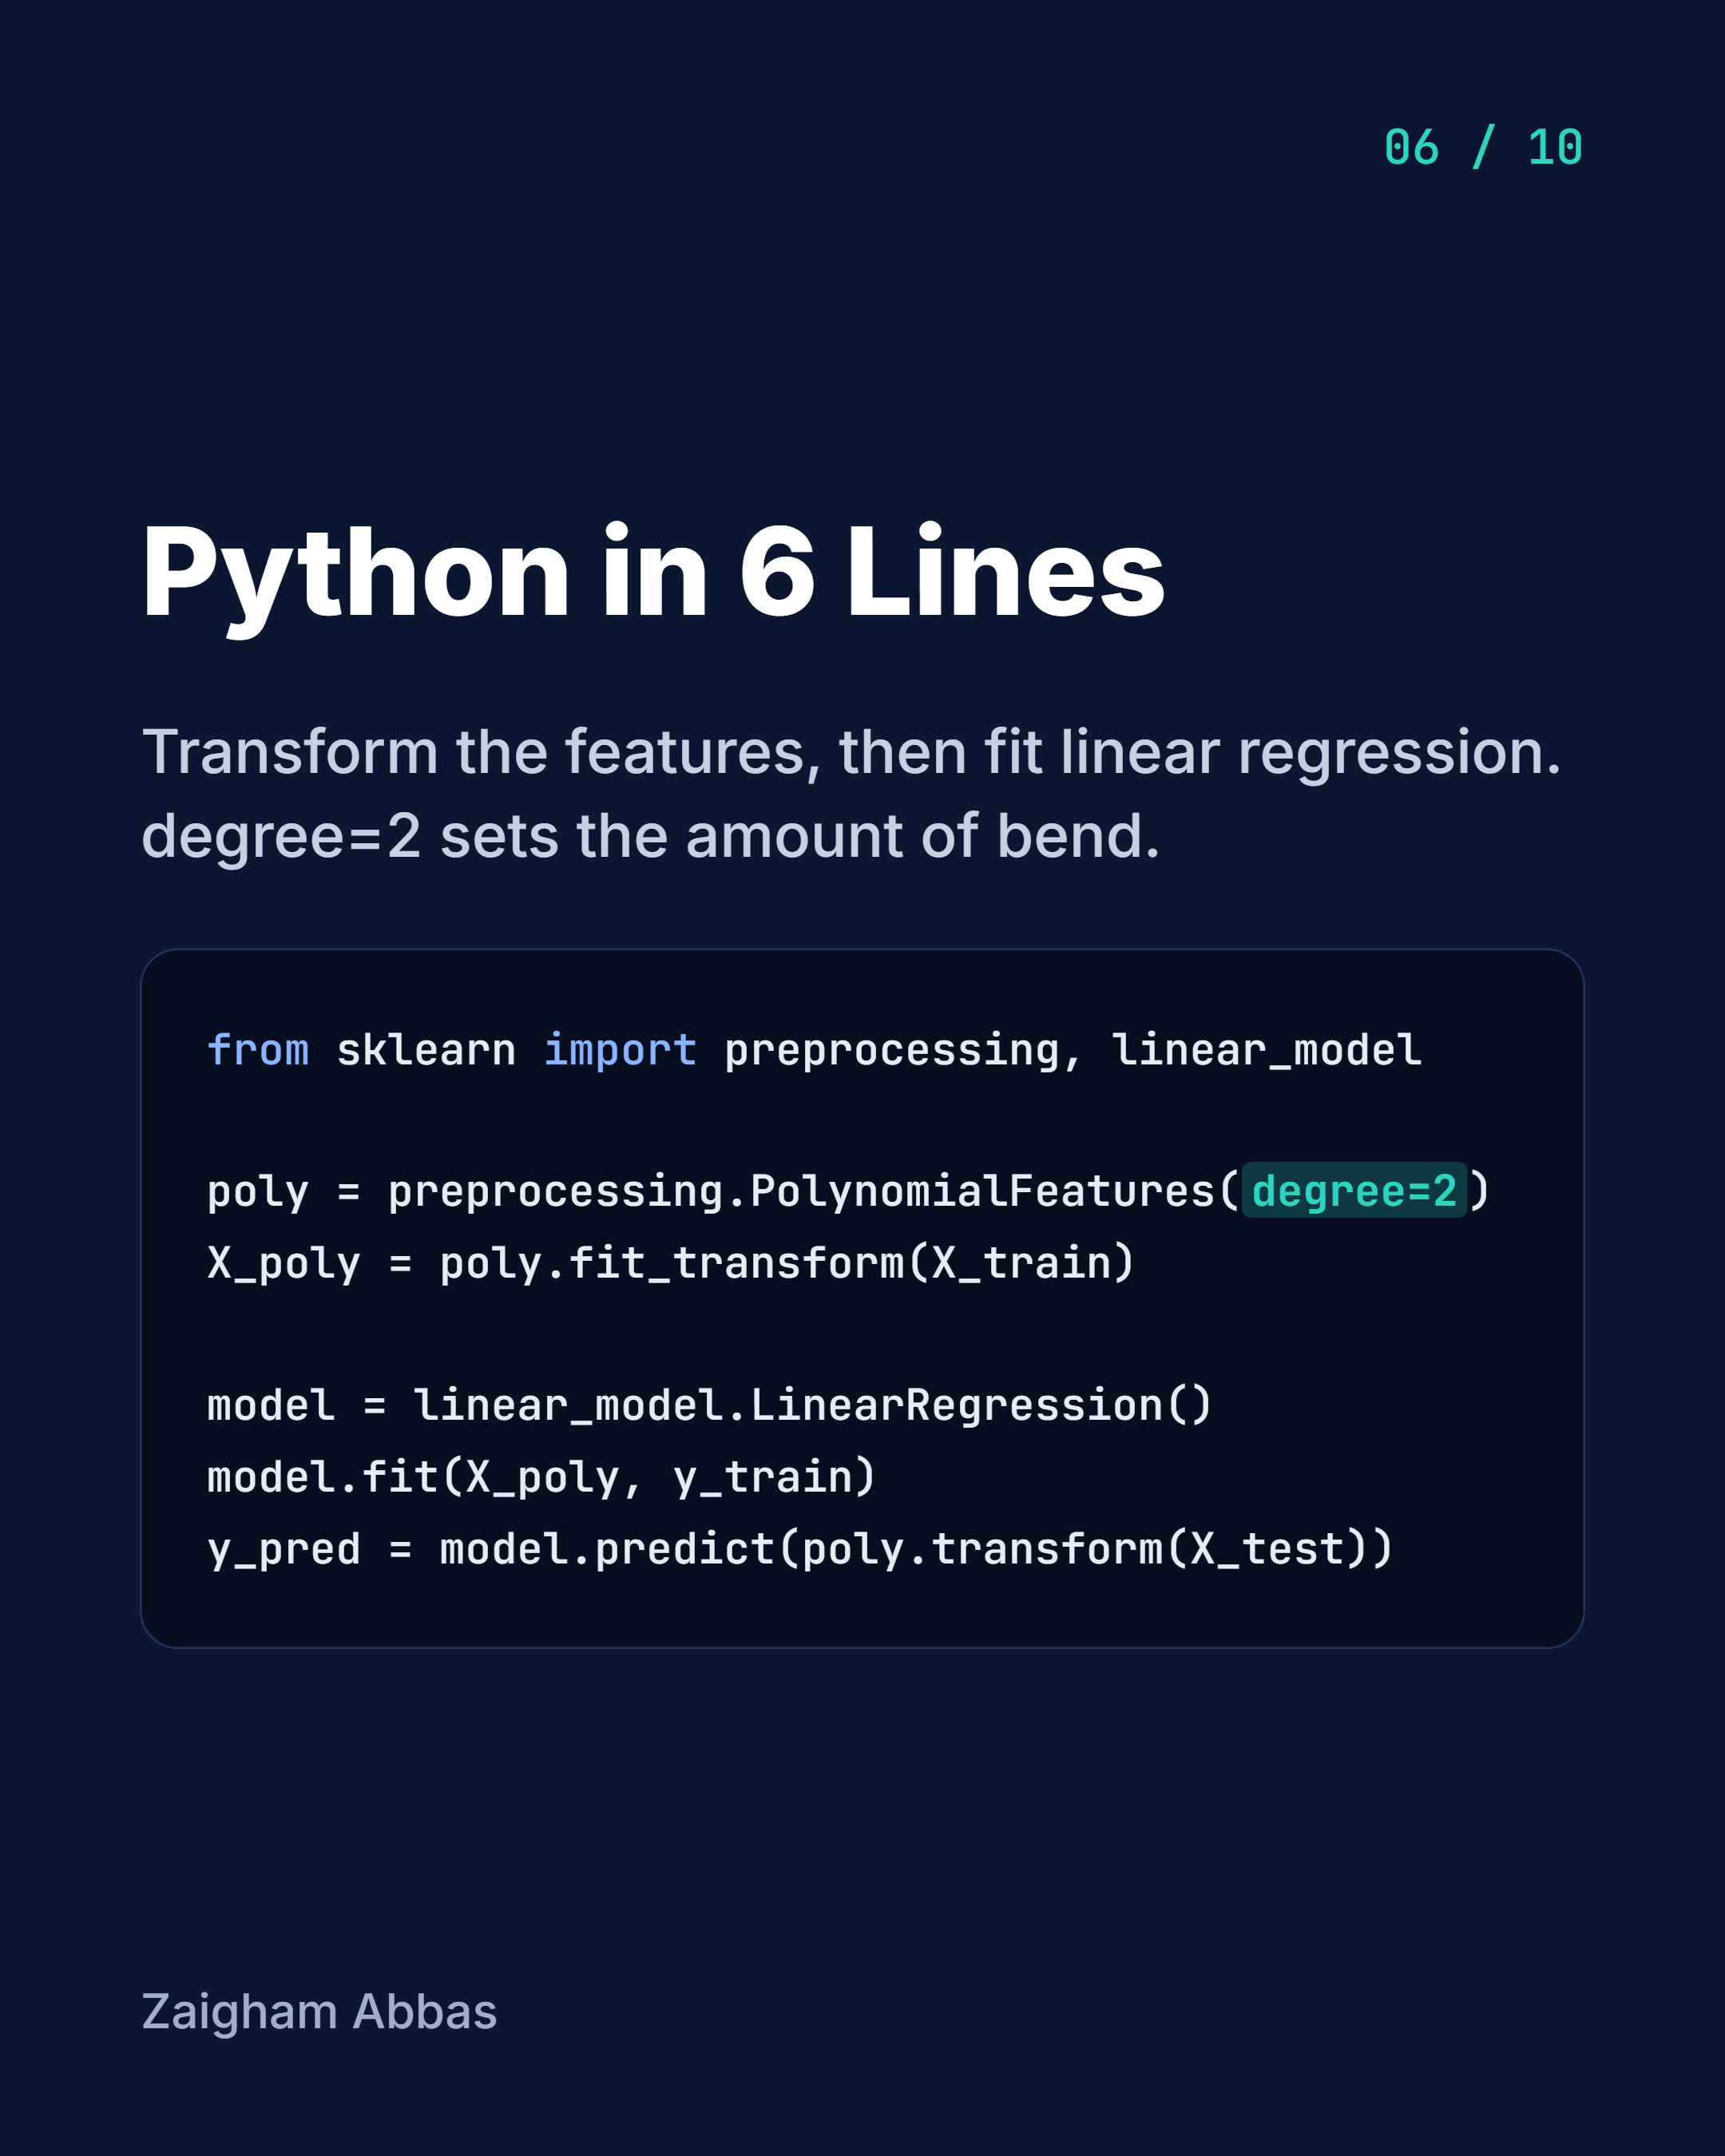 06 / 10
Python in 6 Lines
Transform the features, then fit linear regression.
degree=2 sets the amount of bend.
from sklearn import preprocessing, linear_model
poly = preprocessing.PolynomialFeatures(degree=2)
X_poly = poly.fit_transform(X_train)
model = linear_model.LinearRegression()
model.fit(X_poly, y_train)
y_pred = model.predict(poly.transform(X_test))
Zaigham Abbas